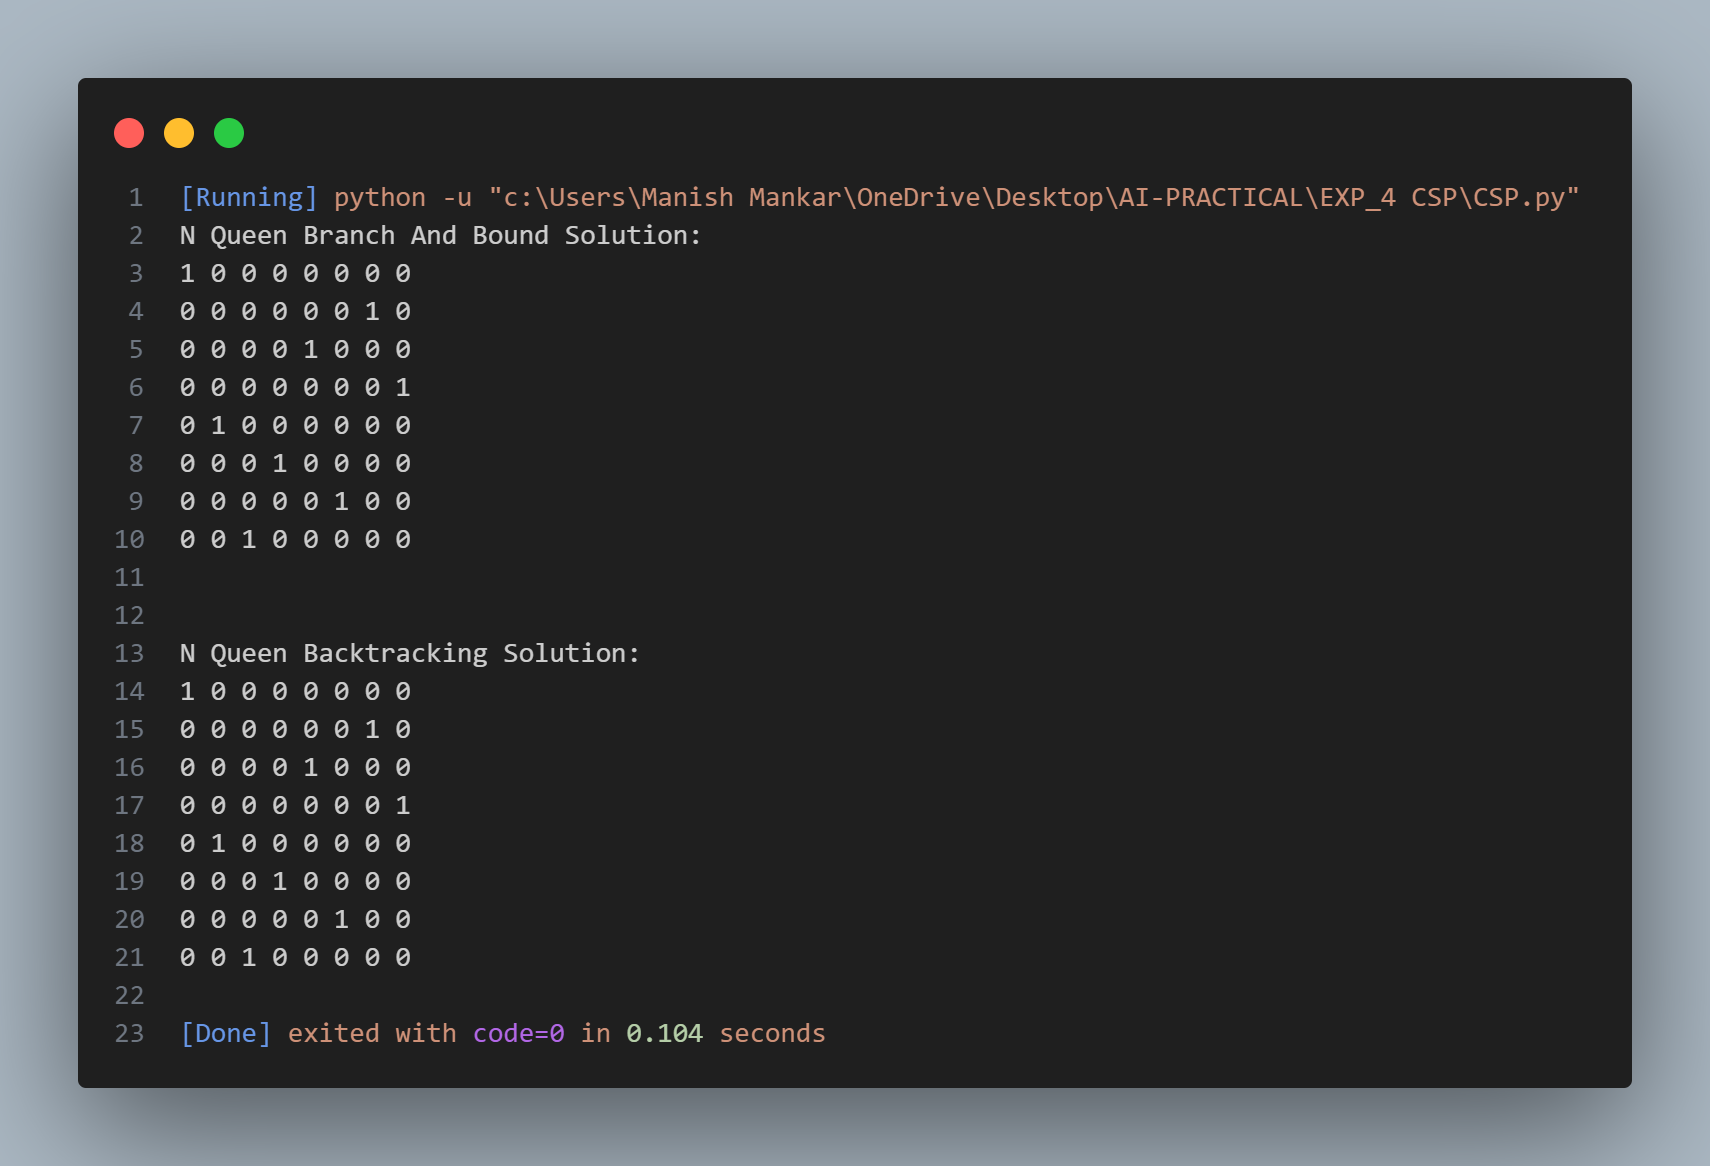 1 [Running] python -u "c:\Users\Manish Mankar\OneDrive\Desktop\AI-PRACTICAL\EXP_4 CSP\CSP.py"
2 N Queen Branch And Bound Solution:
3 1 0 0 0 0 0 0 0
4 0 0 0 0 0 0 1 0
5 0 0 0 0 1 0 0 0
6 0 0 0 0 0 0 0 1
7 0 1 0 0 0 0 0 0
8 0 0 0 1 0 0 0 0
9 0 0 0 0 0 1 0 0
10 0 0 1 0 0 0 0 0
11
12
13 N Queen Backtracking Solution:
14 1 0 0 0 0 0 0 0
15 0 0 0 0 0 0 1 0
16 0 0 0 0 1 0 0 0
17 0 0 0 0 0 0 0 1
18 0 1 0 0 0 0 0 0
19 0 0 0 1 0 0 0 0
20 0 0 0 0 0 1 0 0
21 0 0 1 0 0 0 0 0
22
23 [Done] exited with code=0 in 0.104 seconds